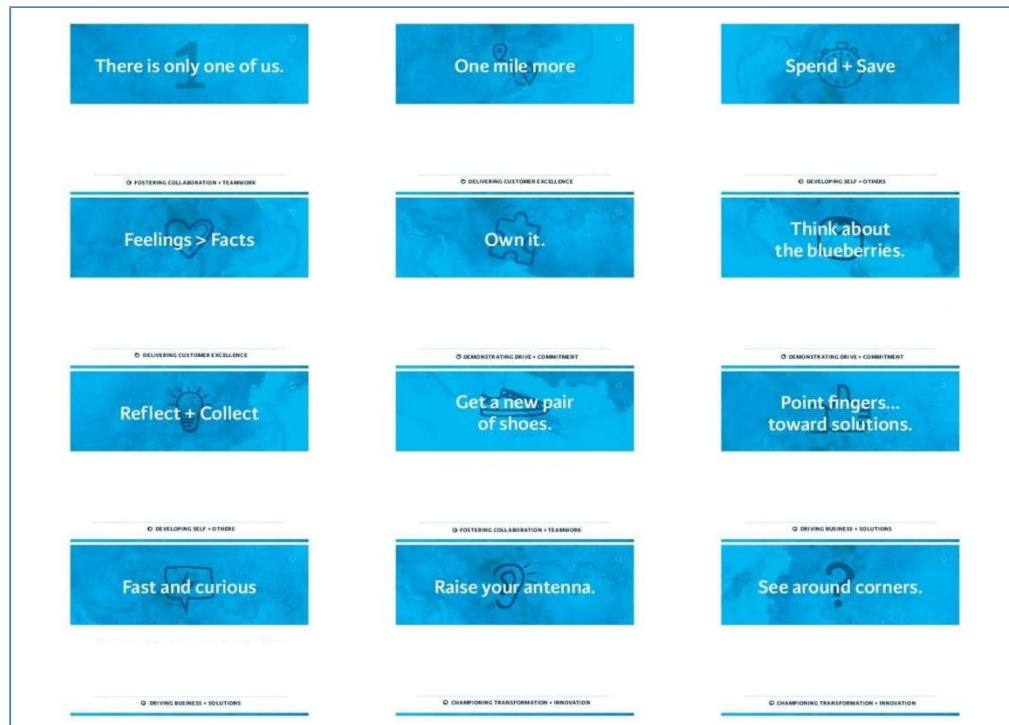 There is only one of us.
One mile more
Spend + Save
FOSTERING COLLABORATION + TEAMWORK
DELIVERING CUSTOMER EXCELLENCE
DEVELOPING SELF + OTHERS
Feelings > Facts
Own it.
Think about
the blueberries.
DELIVERING CUSTOMER EXCELLENCE
DEMONSTRATING DRIVE + COMMITMENT
DEMONSTRATING DRIVE + COMMITMENT
Reflect + Collect
Get a new pair
of shoes.
Point fingers...
toward solutions.
DEVELOPING SELF + OTHERS
FOSTERING COLLABORATION + TEAMWORK
DRIVING BUSINESS + SOLUTIONS
Fast and curious
Raise your antenna.
See around corners.
DRIVING BUSINESS + SOLUTIONS
CHAMPIONING TRANSFORMATION + INNOVATION
CHAMPIONING TRANSFORMATION + INNOVATION